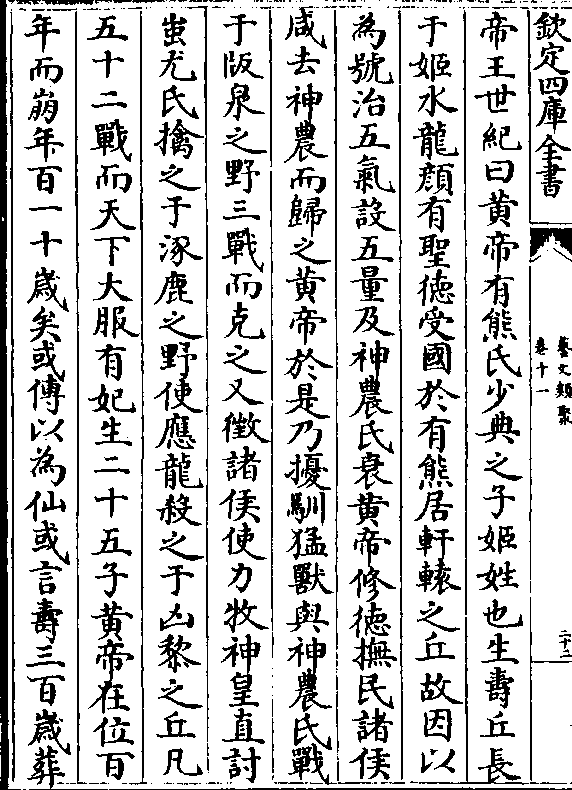 欽定四庫全書
藝文類聚
卷十一
二十二
帝王世紀曰黄帝有熊氏少典之子姬姓也生壽丘長
于姬水龍顔有聖徳受國於有熊居軒轅之丘故因以
為號治五氣設五量及神農氏衰黄帝修徳撫民諸侯
咸去神農而歸之黄帝於是乃擾馴猛獸與神農氏戰
于阪泉之野三戰而克之又徵諸侯使力牧神皇直討
蚩尤氏擒之于涿鹿之野使應龍殺之于凶黎之丘凡
五十二戰而天下大服有妃生二十五子黄帝在位百
年而崩年百一十歲矣或傳以為仙或言壽三百歲葬